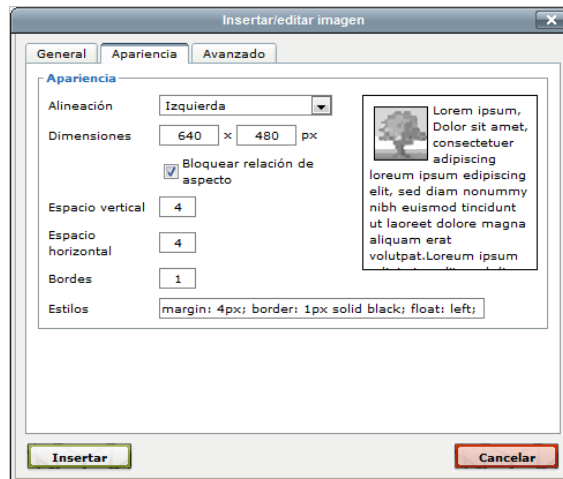 Insertar/editar imagen
General Apariencia Avanzado
Apariencia
Alineación Izquierda
Dimensiones 640 x 480 px
Bloquear relación de
aspecto
Espacio vertical 4
Espacio
horizontal 4
Bordes 1
Estilos margin: 4px; border: 1px solid black; float: left;
Lorem ipsum,
Dolor sit amet,
consectetuer
adipiscing
loreum ipsum edipiscing
elit, sed diam nonummy
nibh euismod tincidunt
ut laoreet dolore magna
aliquam erat
volutpat.Loreum ipsum
Insertar Cancelar